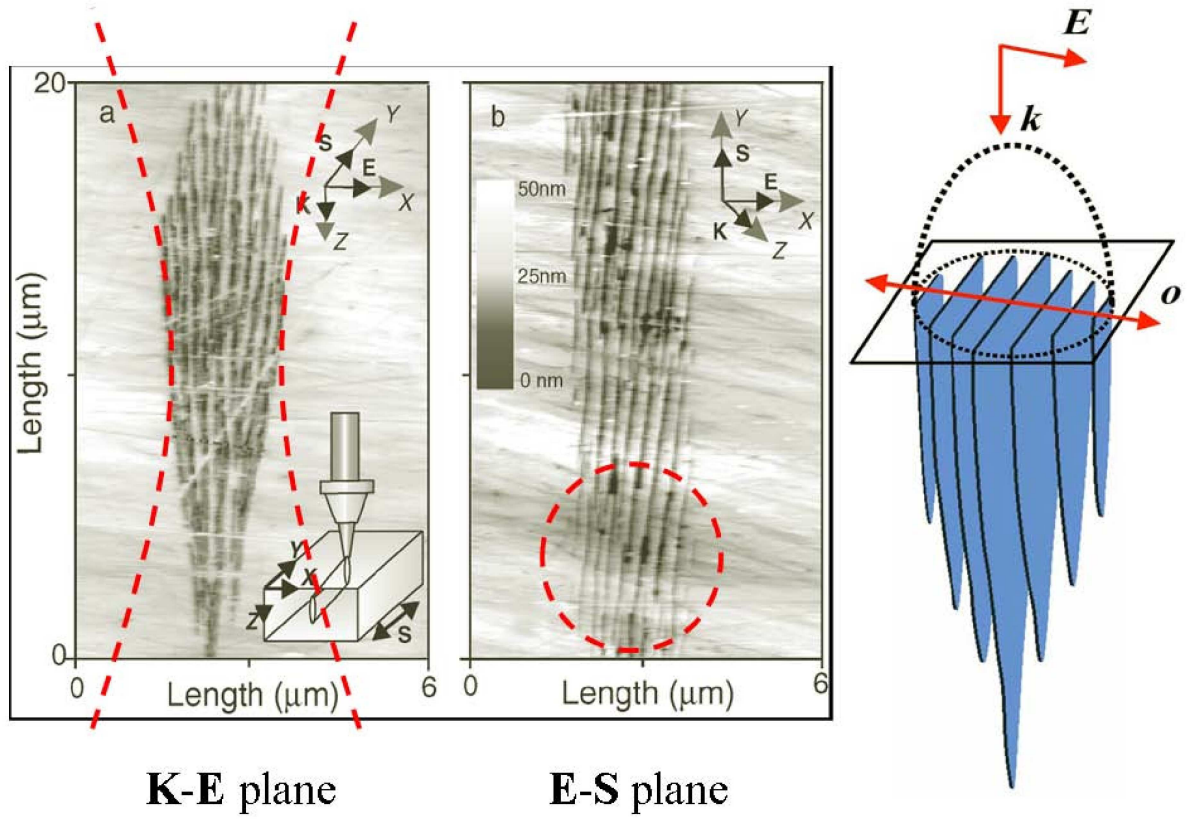 20
a
Y
S
E
X
K
Z
Y
X
Z
S
Length (μm)
0
0
Length (μm)
6
b
Y
S
E
X
K
Z
50nm
25nm
0 nm
0
Length (μm)
6
E
k
o
K-E plane
E-S plane